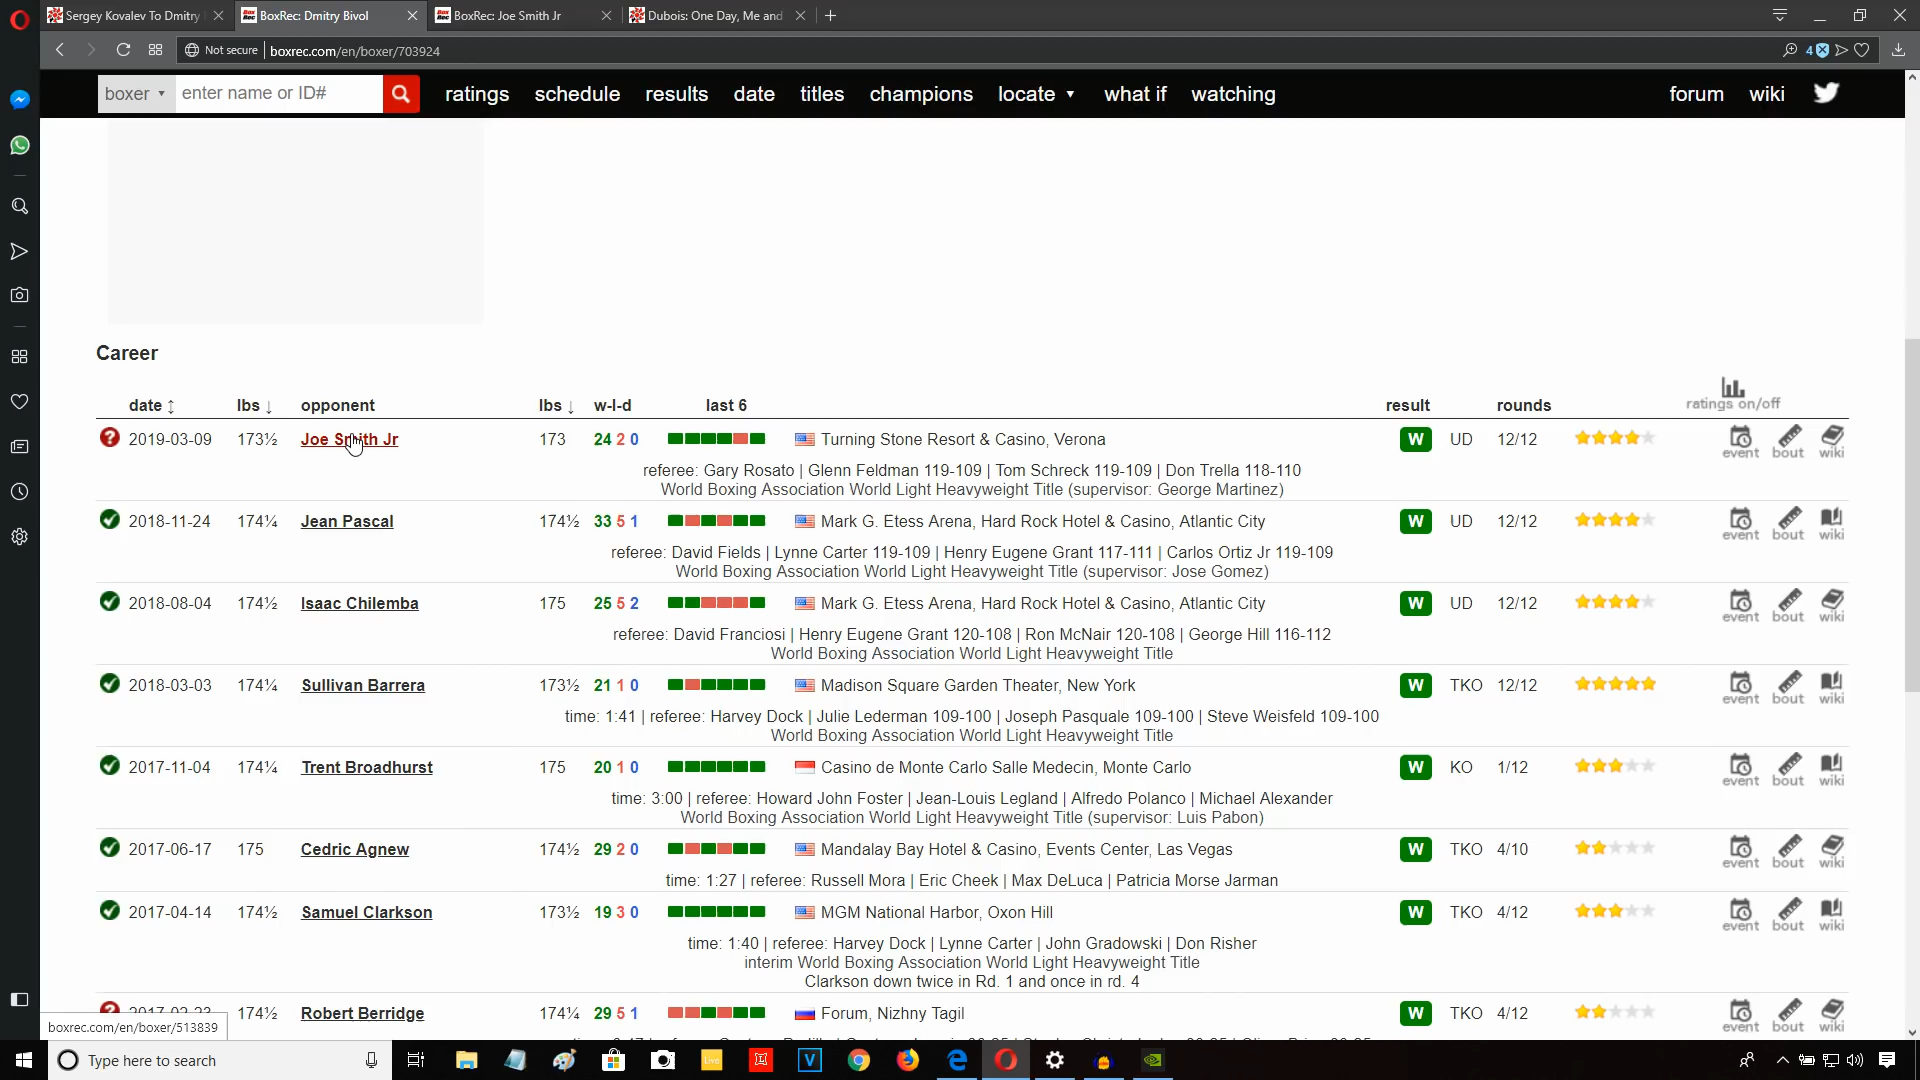 Sergey Kovalev To Dmitry
BoxRec: Dmitry Bivol
BoxRec: Joe Smith Jr
Dubois: One Day, Me and
Not secure
boxrec.com/en/boxer/703924
4
boxer
enter name or ID#
ratings
schedule
results
date
titles
champions
locate
what if
watching
forum
wiki
Career
date lbs opponent lbs w-l-d last 6 result rounds ratings on/off
2019-03-09 173½ Joe Smith Jr 173 24 2 0 Turning Stone Resort & Casino, Verona W UD 12/12 event bout wiki
referee: Gary Rosato | Glenn Feldman 119-109 | Tom Schreck 119-109 | Don Trella 118-110
World Boxing Association World Light Heavyweight Title (supervisor: George Martinez)
2018-11-24 174¼ Jean Pascal 174½ 33 5 1 Mark G. Etess Arena, Hard Rock Hotel & Casino, Atlantic City W UD 12/12 event bout wiki
referee: David Fields | Lynne Carter 119-109 | Henry Eugene Grant 117-111 | Carlos Ortiz Jr 119-109
World Boxing Association World Light Heavyweight Title (supervisor: Jose Gomez)
2018-08-04 174½ Isaac Chilemba 175 25 5 2 Mark G. Etess Arena, Hard Rock Hotel & Casino, Atlantic City W UD 12/12 event bout wiki
referee: David Franciosi | Henry Eugene Grant 120-108 | Ron McNair 120-108 | George Hill 116-112
World Boxing Association World Light Heavyweight Title
2018-03-03 174¼ Sullivan Barrera 173½ 21 1 0 Madison Square Garden Theater, New York W TKO 12/12 event bout wiki
time: 1:41 | referee: Harvey Dock | Julie Lederman 109-100 | Joseph Pasquale 109-100 | Steve Weisfeld 109-100
World Boxing Association World Light Heavyweight Title
2017-11-04 174¼ Trent Broadhurst 175 20 1 0 Casino de Monte Carlo Salle Medecin, Monte Carlo W KO 1/12 event bout wiki
time: 3:00 | referee: Howard John Foster | Jean-Louis Legland | Alfredo Polanco | Michael Alexander
World Boxing Association World Light Heavyweight Title (supervisor: Luis Pabon)
2017-06-17 175 Cedric Agnew 174½ 29 2 0 Mandalay Bay Hotel & Casino, Events Center, Las Vegas W TKO 4/10 event bout wiki
time: 1:27 | referee: Russell Mora | Eric Cheek | Max DeLuca | Patricia Morse Jarman
2017-04-14 174½ Samuel Clarkson 173½ 19 3 0 MGM National Harbor, Oxon Hill W TKO 4/12 event bout wiki
time: 1:40 | referee: Harvey Dock | Lynne Carter | John Gradowski | Don Risher
interim World Boxing Association World Light Heavyweight Title
Clarkson down twice in Rd. 1 and once in rd. 4
2017-02-23 174½ Robert Berridge 174¼ 29 5 1 Forum, Nizhny Tagil W TKO 4/12 event bout wiki
boxrec.com/en/boxer/513839
Type here to search